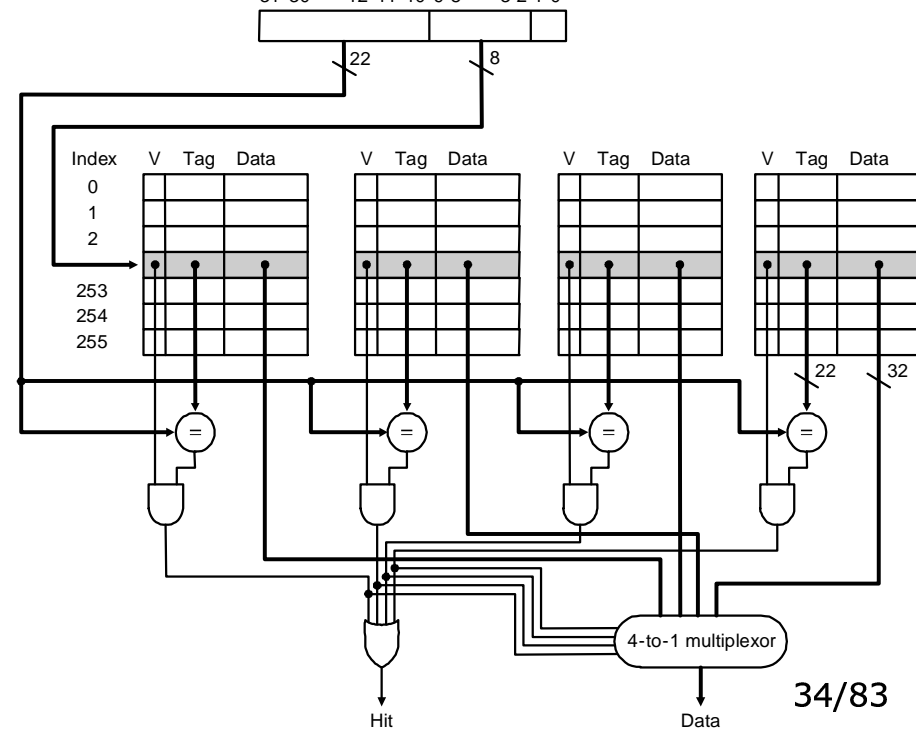 22
8
Index V Tag Data V Tag Data V Tag Data V Tag Data
0
1
2
253
254
255
22 32
= = = =
4-to-1 multiplexor
34/83
Hit Data